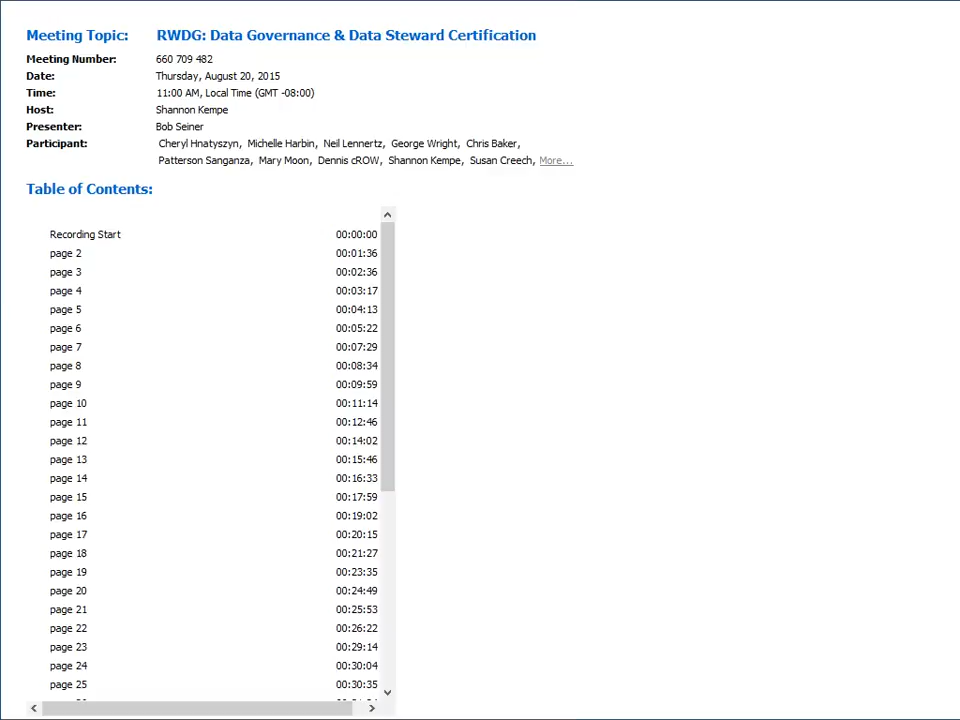 Meeting Topic: RWDG: Data Governance & Data Steward Certification
Meeting Number: 660 709 482
Date: Thursday, August 20, 2015
Time: 11:00 AM, Local Time (GMT -08:00)
Host: Shannon Kempe
Presenter: Bob Seiner
Participant: Cheryl Hnatyszyn, Michelle Harbin, Neil Lennertz, George Wright, Chris Baker,
Patterson Sanganza, Mary Moon, Dennis cROW, Shannon Kempe, Susan Creech, More...
Table of Contents:
Recording Start 00:00:00
page 2 00:01:36
page 3 00:02:36
page 4 00:03:17
page 5 00:04:13
page 6 00:05:22
page 7 00:07:29
page 8 00:08:34
page 9 00:09:59
page 10 00:11:14
page 11 00:12:46
page 12 00:14:02
page 13 00:15:46
page 14 00:16:33
page 15 00:17:59
page 16 00:19:02
page 17 00:20:15
page 18 00:21:27
page 19 00:23:35
page 20 00:24:49
page 21 00:25:53
page 22 00:26:22
page 23 00:29:14
page 24 00:30:04
page 25 00:30:35